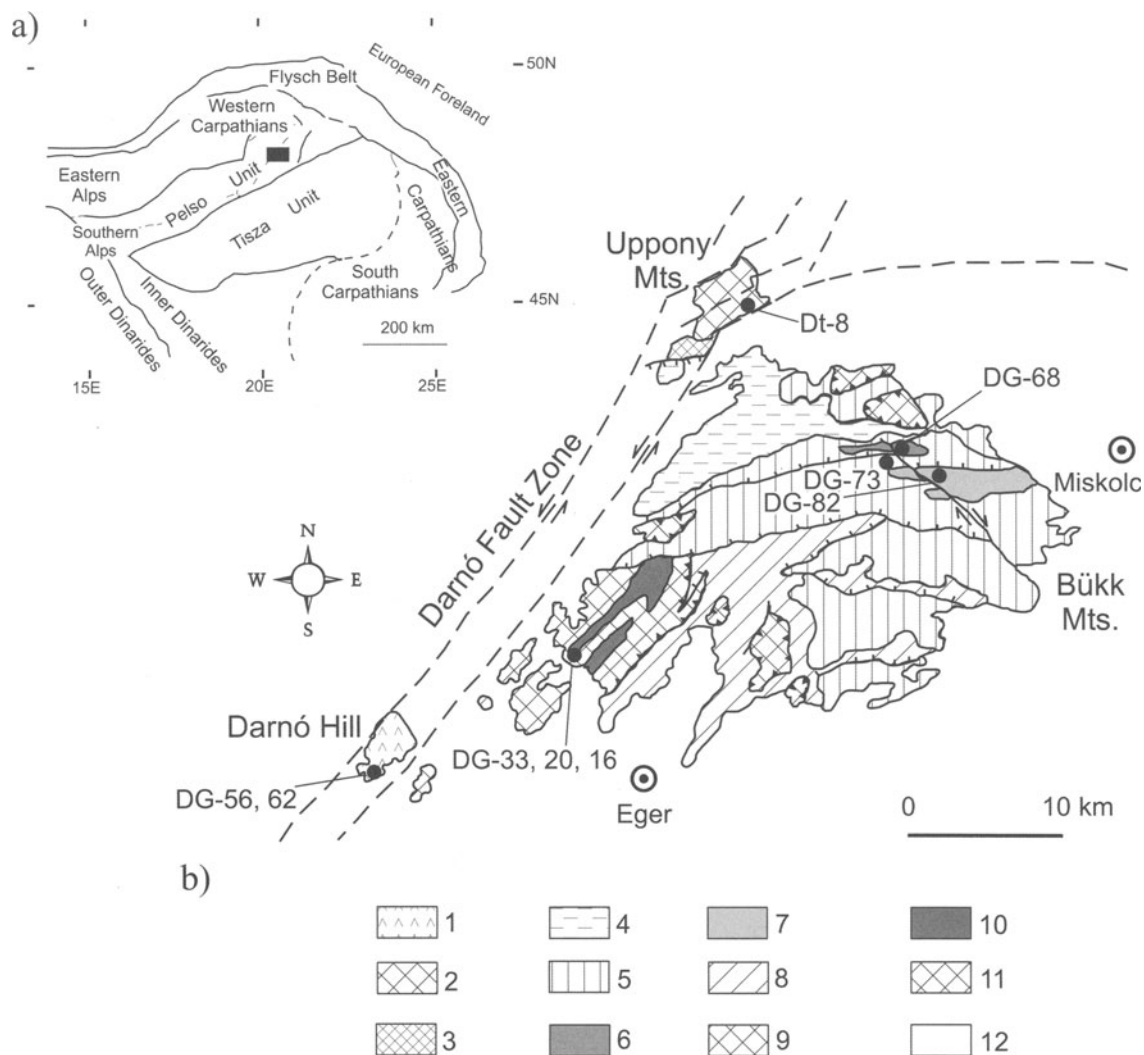 a)
Flysch Belt
European Foreland
50N
Western
Carpathians
Eastern
Alps
Pelso Unit
Tisza Unit
Southern
Alps
Eastern
Carpathians
South
Carpathians
45N
Outer Dinarides
Inner Dinarides
200 km
15E
20E
25E
Uppony
Mts.
Dt-8
DG-68
DG-73
DG-82
Miskolc
Darnó Fault Zone
N
W
E
S
Bükk
Mts.
Darnó Hill
DG-33, 20, 16
DG-56, 62
Eger
0
10 km
b)
1
4
7
10
2
5
8
11
3
6
9
12